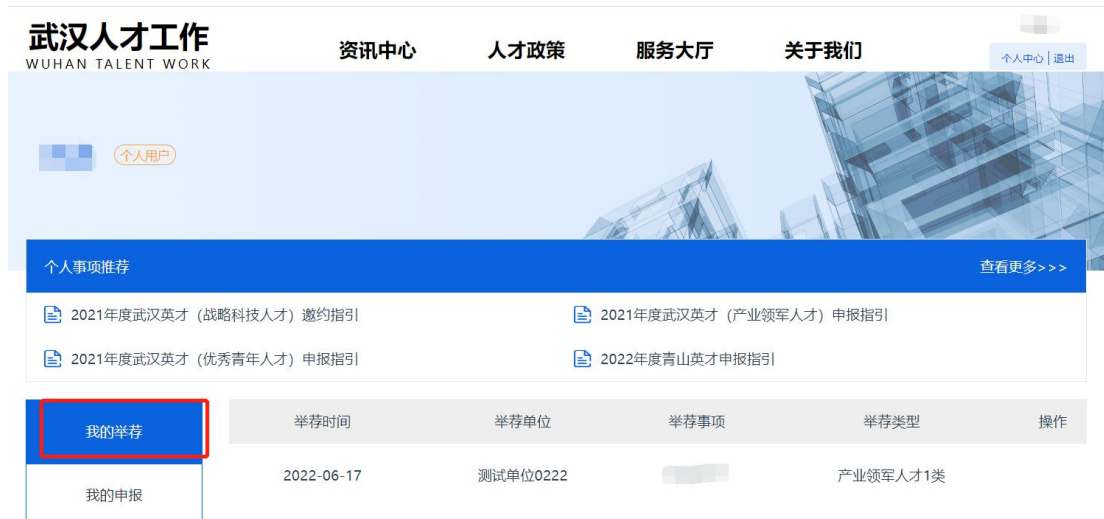 武汉人才工作
WUHAN TALENT WORK
资讯中心 人才政策 服务大厅 关于我们
个人中心 | 退出
个人用户
个人事项推荐 查看更多>>>
2021年度武汉英才（战略科技人才）邀约指引 2021年度武汉英才（产业领军人才）申报指引
2021年度武汉英才（优秀青年人才）申报指引 2022年度青山英才申报指引
我的举荐 举荐时间 举荐单位 举荐事项 举荐类型 操作
2022-06-17 测试单位0222 产业领军人才1类
我的申报